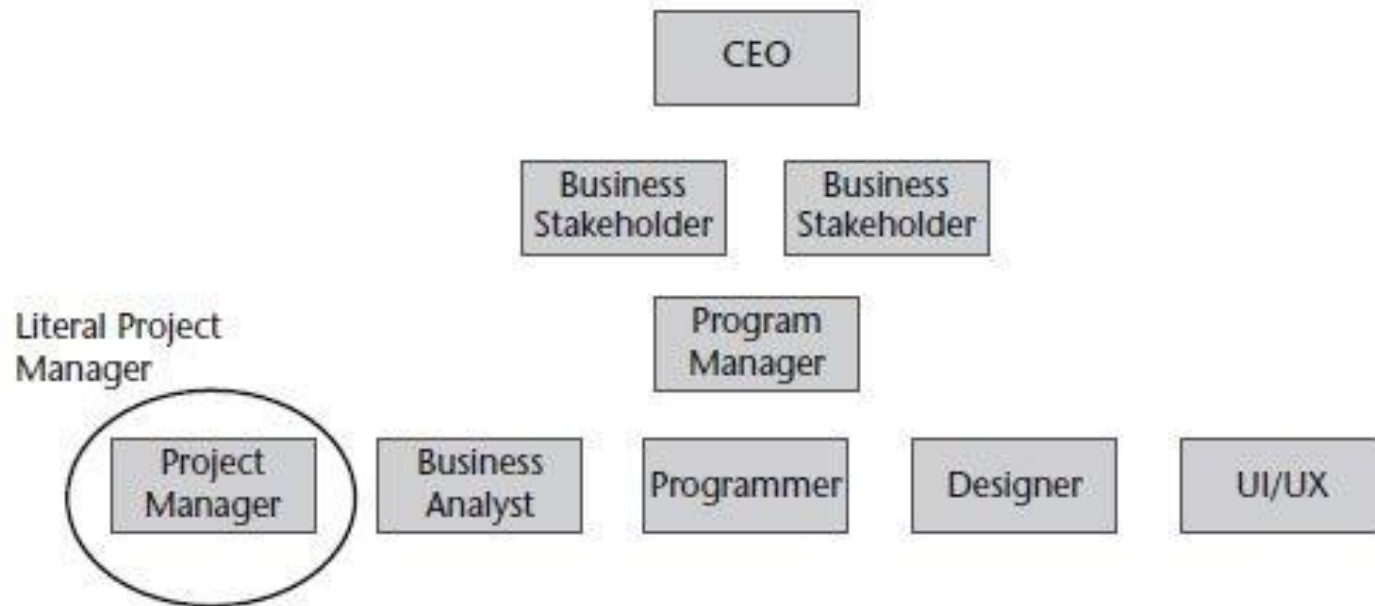 CEO
Business
Stakeholder
Business
Stakeholder
Program
Manager
Literal Project
Manager
Project
Manager
Business
Analyst
Programmer
Designer
UI/UX